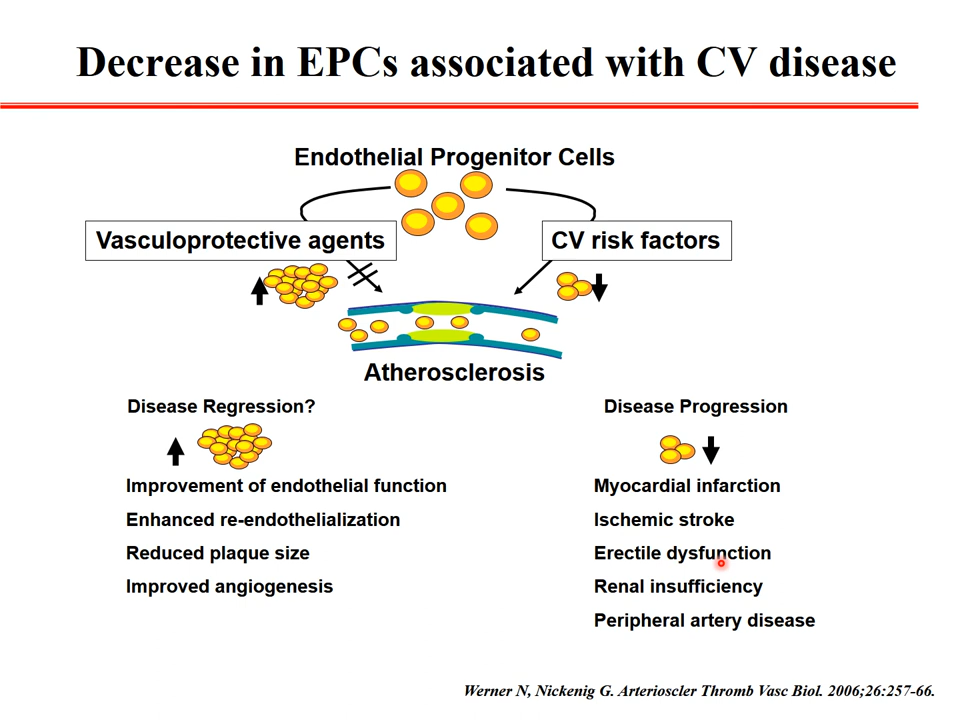 Decrease in EPCs associated with CV disease
Endothelial Progenitor Cells
Vasculoprotective agents
CV risk factors
Atherosclerosis
Disease Regression?
Improvement of endothelial function
Enhanced re-endothelialization
Reduced plaque size
Improved angiogenesis
Disease Progression
Myocardial infarction
Ischemic stroke
Erectile dysfunction
Renal insufficiency
Peripheral artery disease
Werner N, Nickenig G. Arterioscler Thromb Vasc Biol. 2006;26:257-66.